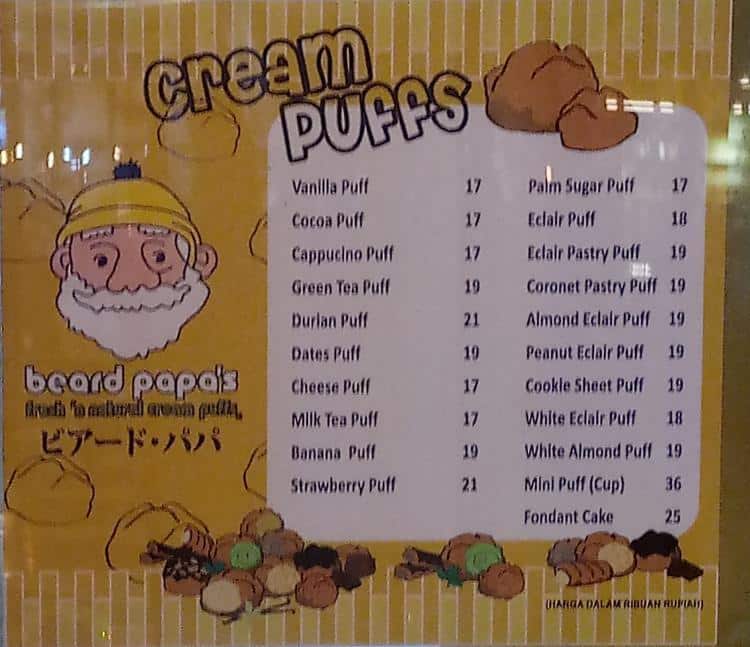 cream
PUFFS
Vanilla Puff 17
Cocoa Puff 17
Cappucino Puff 17
Green Tea Puff 19
Durian Puff 21
Dates Puff 19
Cheese Puff 17
Milk Tea Puff 17
Banana Puff 19
Strawberry Puff 21
Palm Sugar Puff 17
Eclair Puff 18
Eclair Pastry Puff 19
Coronet Pastry Puff 19
Almond Eclair Puff 19
Peanut Eclair Puff 19
Cookie Sheet Puff 19
White Eclair Puff 18
White Almond Puff 19
Mini Puff (Cup) 36
Fondant Cake 25
beard papa's
fresh 'n natural cream puffs
ビアード・パパ
(HARGA DALAM RIBUAN RUPIAH)